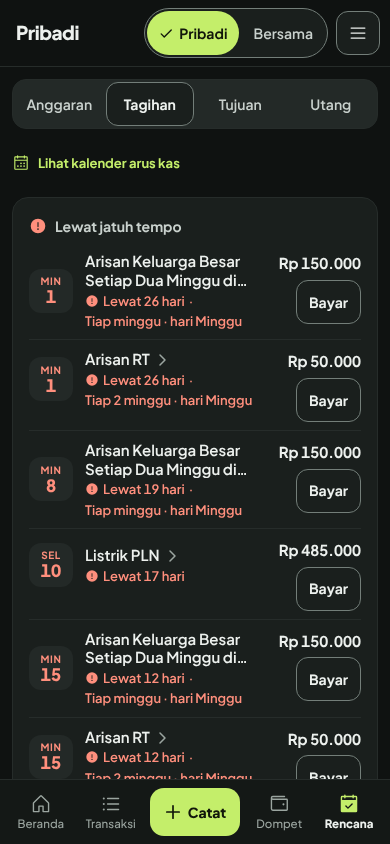 Pribadi
Pribadi
Bersama
Anggaran
Tagihan
Tujuan
Utang
Lihat kalender arus kas
Lewat jatuh tempo
MIN
1
Arisan Keluarga Besar
Setiap Dua Minggu di…
Lewat 26 hari ·
Tiap minggu · hari Minggu
Rp 150.000
Bayar
MIN
1
Arisan RT
Lewat 26 hari ·
Tiap 2 minggu · hari Minggu
Rp 50.000
Bayar
MIN
8
Arisan Keluarga Besar
Setiap Dua Minggu di…
Lewat 19 hari ·
Tiap minggu · hari Minggu
Rp 150.000
Bayar
SEL
10
Listrik PLN
Lewat 17 hari
Rp 485.000
Bayar
MIN
15
Arisan Keluarga Besar
Setiap Dua Minggu di…
Lewat 12 hari ·
Tiap minggu · hari Minggu
Rp 150.000
Bayar
MIN
15
Arisan RT
Lewat 12 hari ·
Tiap 2 minggu · hari Minggu
Rp 50.000
Bayar
Beranda
Transaksi
Catat
Dompet
Rencana